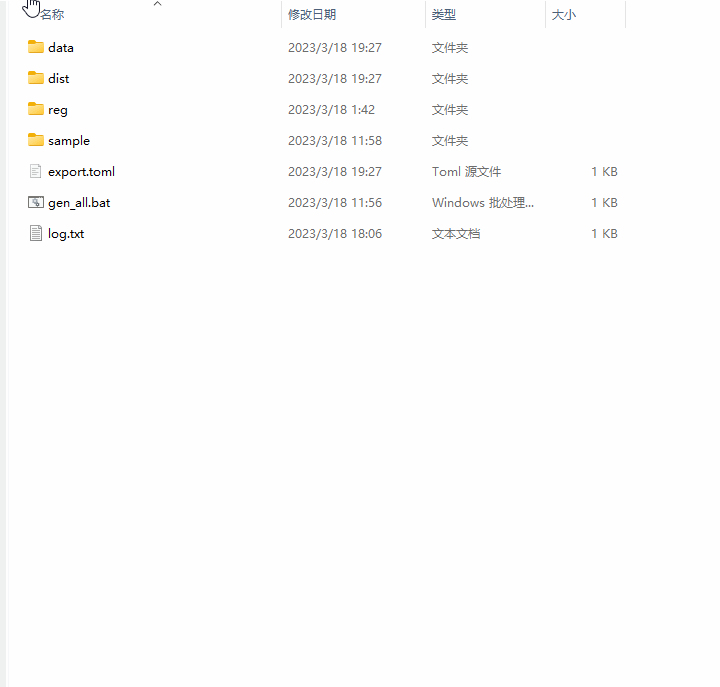 名称 修改日期 类型 大小
data 2023/3/18 19:27 文件夹
dist 2023/3/18 19:27 文件夹
reg 2023/3/18 1:42 文件夹
sample 2023/3/18 11:58 文件夹
export.toml 2023/3/18 19:27 Toml 源文件 1 KB
gen_all.bat 2023/3/18 11:56 Windows 批处理... 1 KB
log.txt 2023/3/18 18:06 文本文档 1 KB